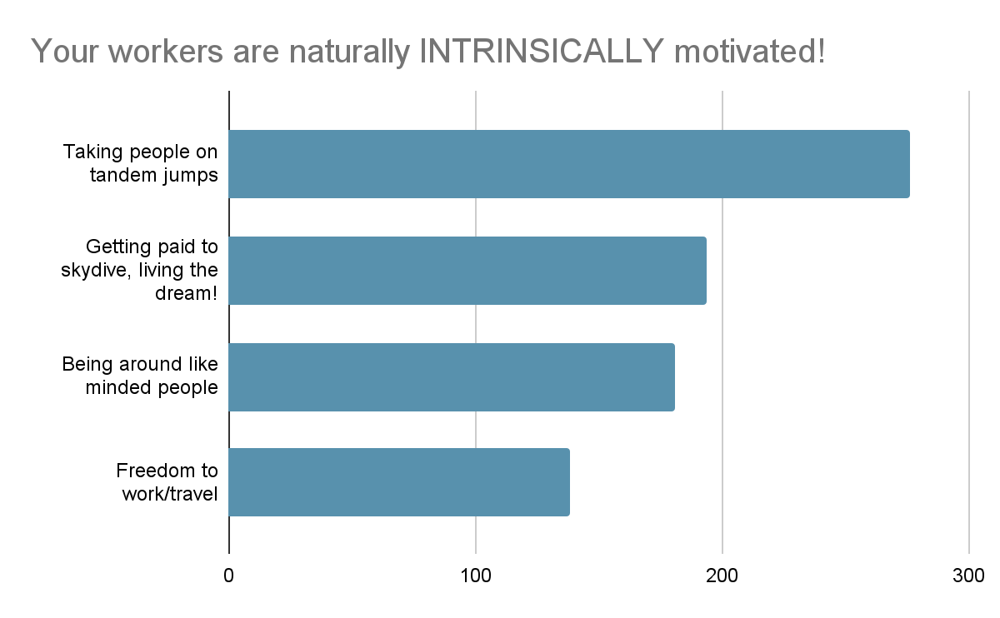 Your workers are naturally INTRINSICALLY motivated!
Taking people on
tandem jumps
Getting paid to
skydive, living the
dream!
Being around like
minded people
Freedom to
work/travel
0
100
200
300